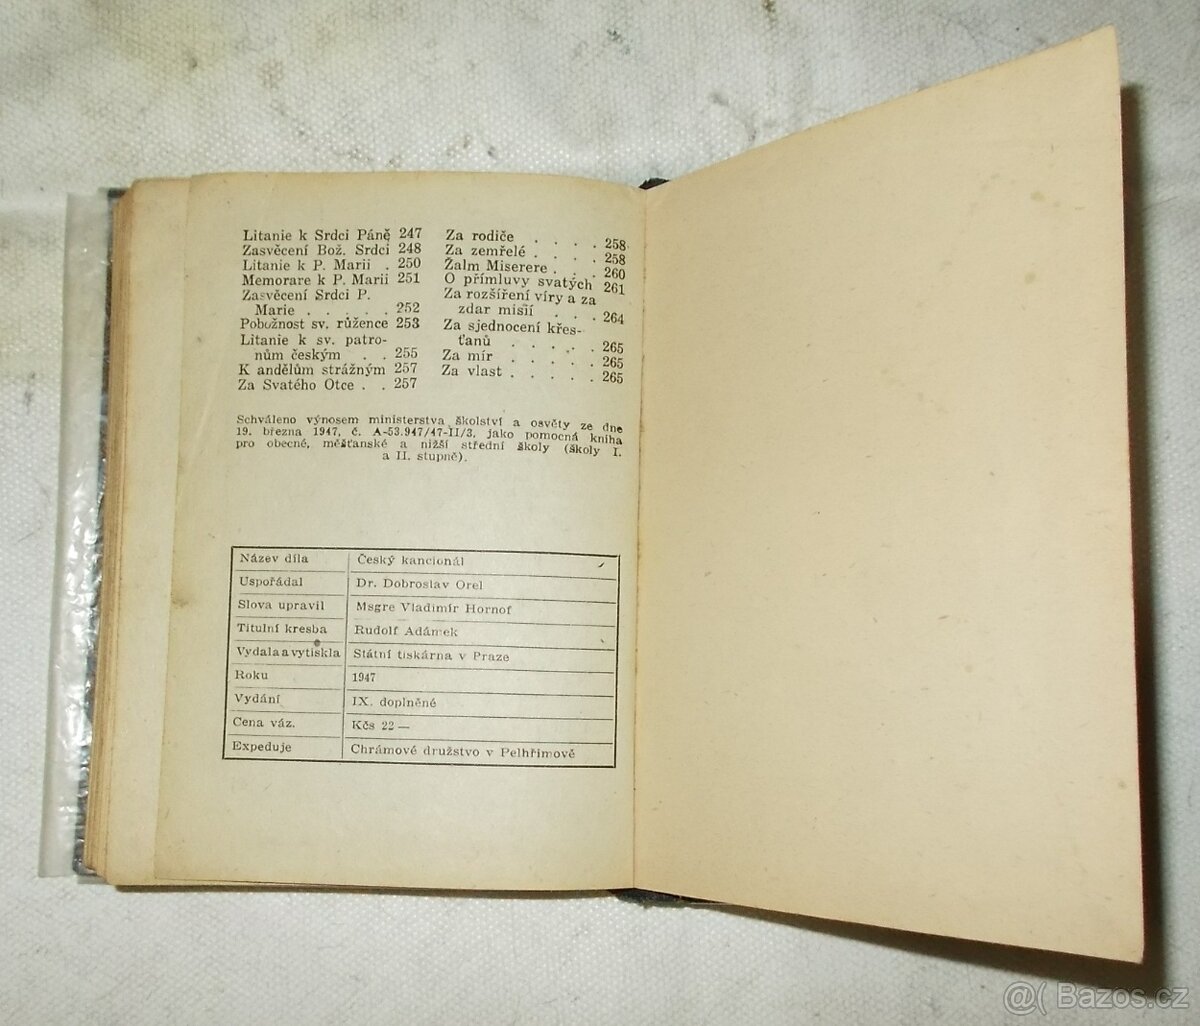 Litanie k Srdci Páně 247
Zasvěcení Bož. Srdci 248
Litanie k P. Marii . 250
Memorare k P. Marii 251
Zasvěcení Srdci P.
Marie . . . . . 252
Pobožnost sv. růžence 253
Litanie k sv. patro-
nům českým . . 255
K andělům strážným 257
Za Svatého Otce . . 257
Za rodiče . . . . 258
Za zemřelé . . . . 258
Žalm Miserere . . . 260
O přímluvy svatých 261
Za rozšíření víry a za
zdar misií . . . 264
Za sjednocení křes-
ťanů . . . . . 265
Za mír . . . . . 265
Za vlast . . . . . 265
Schváleno výnosem ministerstva školství a osvěty ze dne
19. března 1947, č. A-53.947/47-II/3, jako pomocná kniha
pro obecné, měšťanské a nižší střední školy (školy I.
a II. stupně).
Název díla Český kancionál
Uspořádal Dr. Dobroslav Orel
Slova upravil Msgre Vladimír Hornof
Titulní kresba Rudolf Adámek
Vydala a vytiskla Státní tiskárna v Praze
Roku 1947
Vydání IX. doplněné
Cena váz. Kčs 22 —
Expeduje Chrámové družstvo v Pelhřimově
@( Bazos.cz